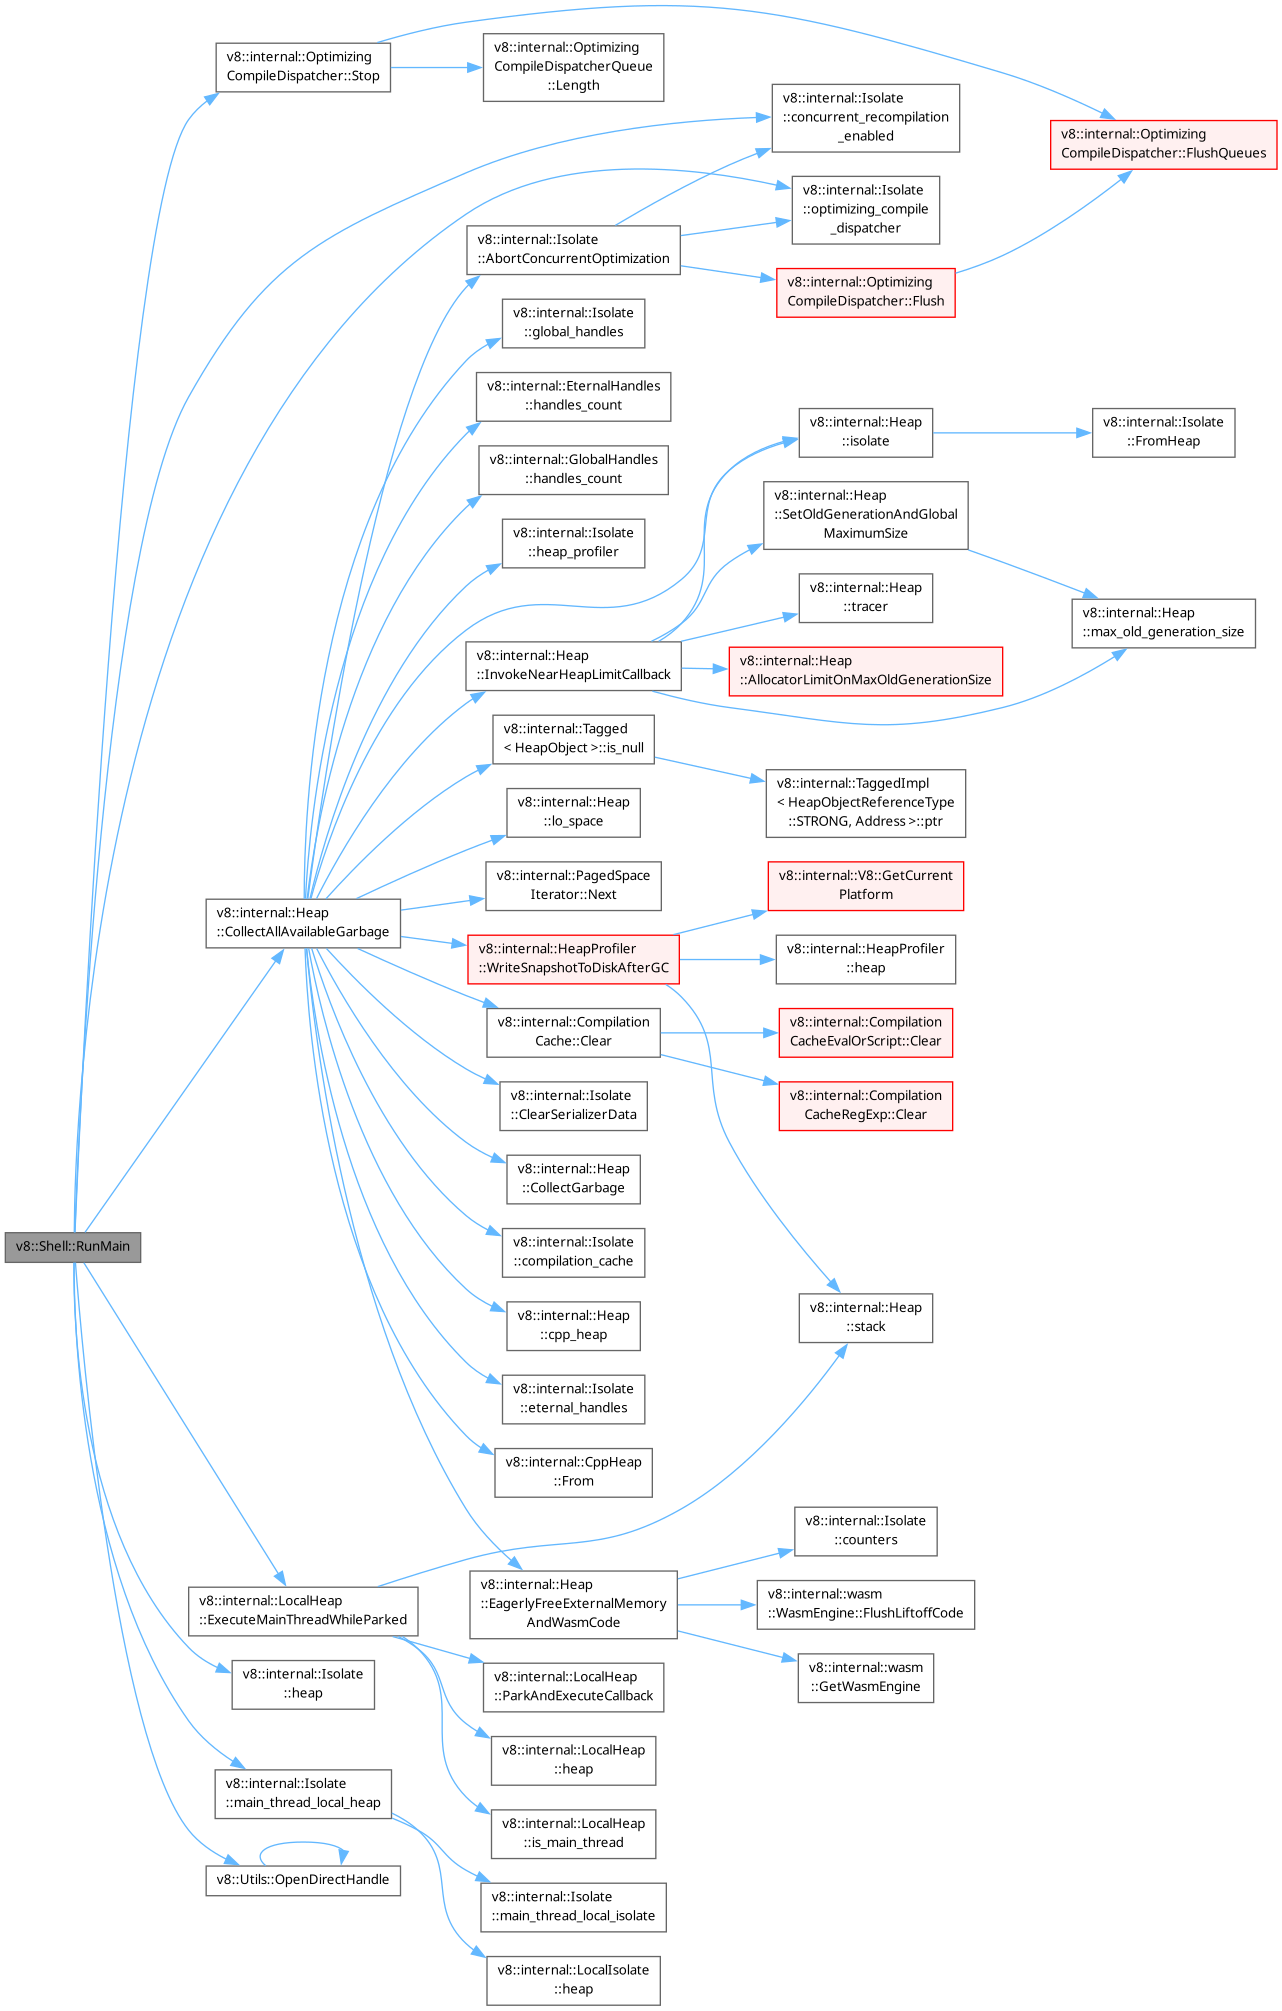 v8::Shell::RunMain
v8::internal::Optimizing
CompileDispatcher::Stop
v8::internal::Heap
::CollectAllAvailableGarbage
v8::internal::LocalHeap
::ExecuteMainThreadWhileParked
v8::internal::Isolate
::heap
v8::internal::Isolate
::main_thread_local_heap
v8::Utils::OpenDirectHandle
v8::internal::Optimizing
CompileDispatcherQueue
::Length
v8::internal::Isolate
::AbortConcurrentOptimization
v8::internal::Isolate
::global_handles
v8::internal::EternalHandles
::handles_count
v8::internal::GlobalHandles
::handles_count
v8::internal::Isolate
::heap_profiler
v8::internal::Heap
::InvokeNearHeapLimitCallback
v8::internal::Tagged
< HeapObject >::is_null
v8::internal::Heap
::lo_space
v8::internal::PagedSpace
Iterator::Next
v8::internal::HeapProfiler
::WriteSnapshotToDiskAfterGC
v8::internal::Compilation
Cache::Clear
v8::internal::Isolate
::ClearSerializerData
v8::internal::Heap
::CollectGarbage
v8::internal::Isolate
::compilation_cache
v8::internal::Heap
::cpp_heap
v8::internal::Isolate
::eternal_handles
v8::internal::CppHeap
::From
v8::internal::Heap
::EagerlyFreeExternalMemory
AndWasmCode
v8::internal::LocalHeap
::ParkAndExecuteCallback
v8::internal::LocalHeap
::heap
v8::internal::LocalHeap
::is_main_thread
v8::internal::Isolate
::main_thread_local_isolate
v8::internal::LocalIsolate
::heap
v8::internal::Isolate
::concurrent_recompilation
_enabled
v8::internal::Isolate
::optimizing_compile
_dispatcher
v8::internal::Optimizing
CompileDispatcher::Flush
v8::internal::Heap
::isolate
v8::internal::Heap
::SetOldGenerationAndGlobal
MaximumSize
v8::internal::Heap
::tracer
v8::internal::Heap
::AllocatorLimitOnMaxOldGenerationSize
v8::internal::TaggedImpl
< HeapObjectReferenceType
::STRONG, Address >::ptr
v8::internal::V8::GetCurrent
Platform
v8::internal::HeapProfiler
::heap
v8::internal::Compilation
CacheEvalOrScript::Clear
v8::internal::Compilation
CacheRegExp::Clear
v8::internal::Heap
::stack
v8::internal::Isolate
::counters
v8::internal::wasm
::WasmEngine::FlushLiftoffCode
v8::internal::wasm
::GetWasmEngine
v8::internal::Optimizing
CompileDispatcher::FlushQueues
v8::internal::Isolate
::FromHeap
v8::internal::Heap
::max_old_generation_size